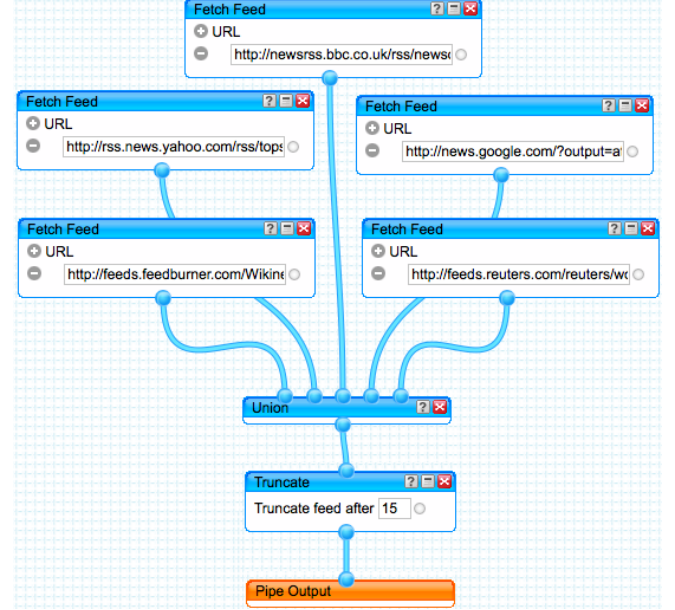 Fetch Feed
URL
http://newsrss.bbc.co.uk/rss/news
Fetch Feed
URL
http://rss.news.yahoo.com/rss/tops
Fetch Feed
URL
http://news.google.com/?output=a
Fetch Feed
URL
http://feeds.feedburner.com/Wikine
Fetch Feed
URL
http://feeds.reuters.com/reuters/wo
Union
Truncate
Truncate feed after 15
Pipe Output